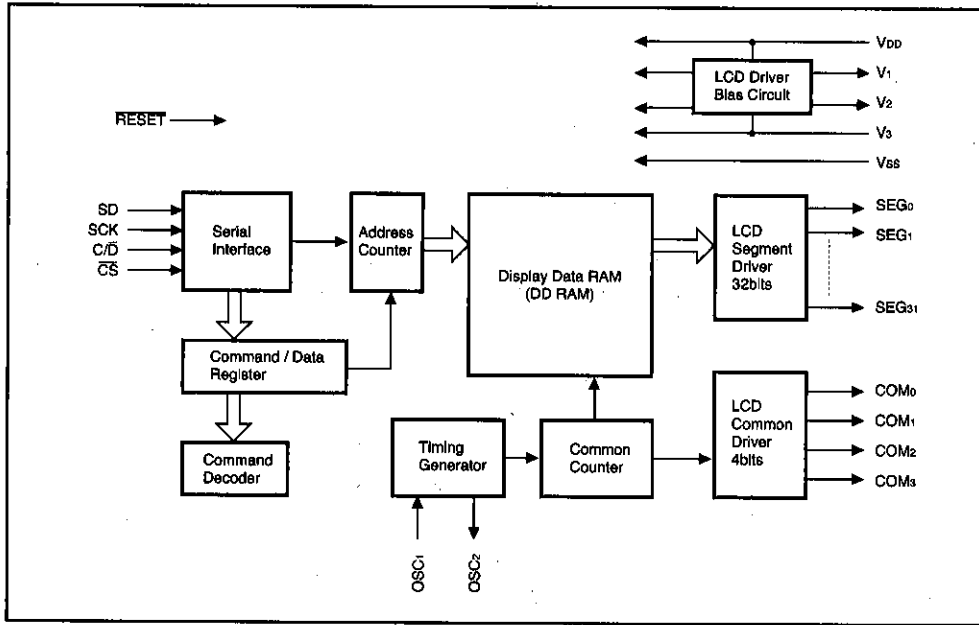 VDD
LCD Driver
Bias Circuit
V1
V2
V3
VSS
R̅E̅S̅E̅T̅
SD
SCK
C/D̅
C̅S̅
Serial
Interface
Address
Counter
Display Data RAM
(DD RAM)
LCD
Segment
Driver
32bits
SEG0
SEG1
SEG31
Command / Data
Register
Command
Decoder
Timing
Generator
Common
Counter
LCD
Common
Driver
4bits
COM0
COM1
COM2
COM3
OSC1
OSC2